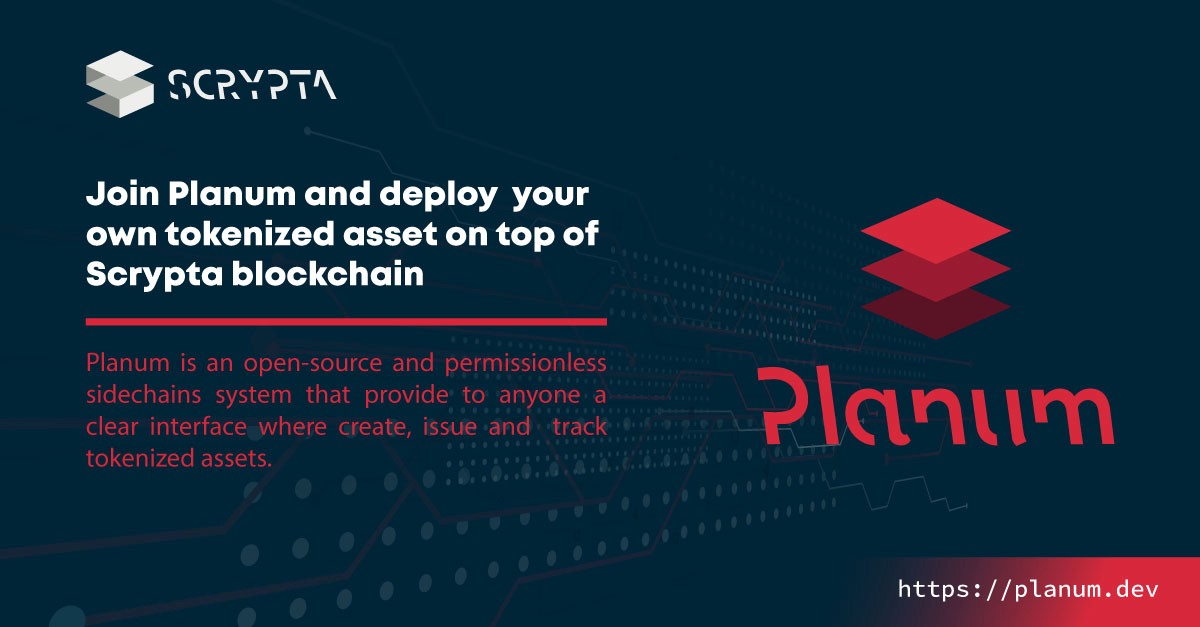 SCRYPTA
Join Planum and deploy  your
own tokenized asset on top of
Scrypta blockchain
Planum is an open-source and permissionless
sidechains system that provide to anyone a
clear interface where create, issue and  track
tokenized assets.
Planum
https://planum.dev